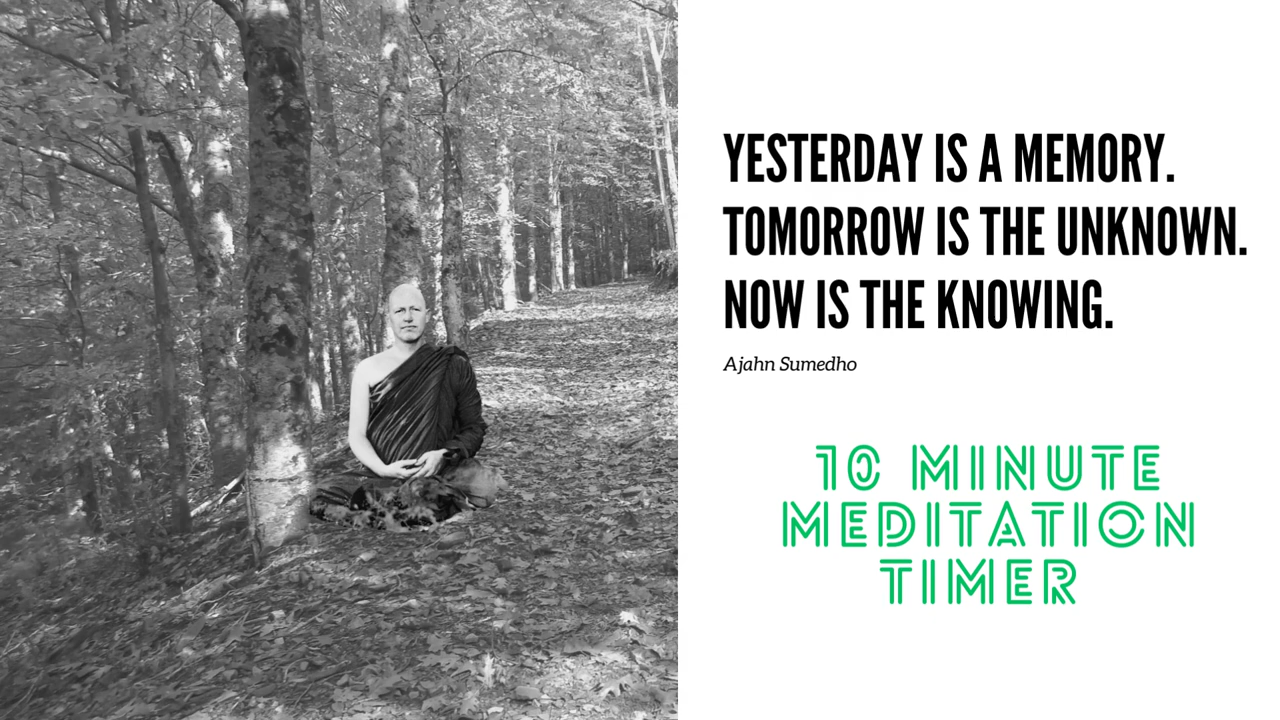 YESTERDAY IS A MEMORY.
TOMORROW IS THE UNKNOWN.
NOW IS THE KNOWING.
Ajahn Sumedho
10 MINUTE
MEDITATION
TIMER